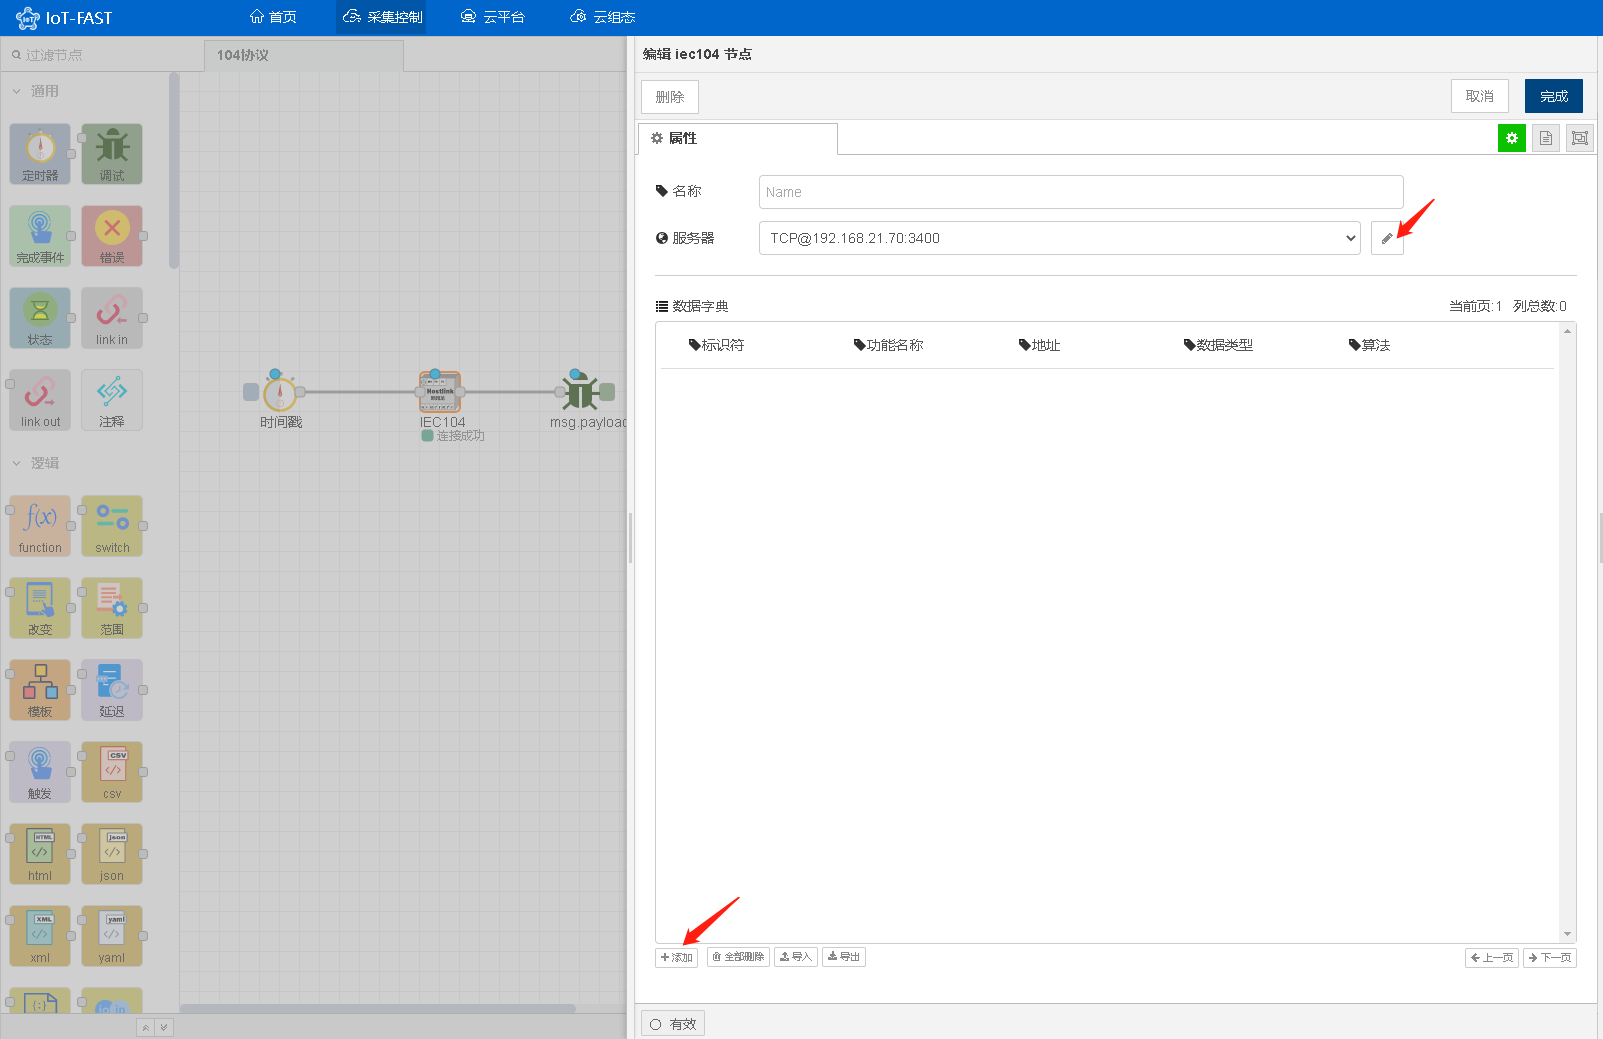 IoT-FAST
首页
采集控制
云平台
云组态
过滤节点
104协议
通用
定时器
调试
完成事件
错误
状态
link in
link out
注释
逻辑
f(x)
function
switch
改变
范围
模板
延迟
触发
CSV
csv
HTML
html
json
json
XML
xml
yaml
yaml
时间戳
Hostlink
IEC104
连接成功
msg.payload
编辑 iec104 节点
删除
取消
完成
属性
名称
Name
服务器
TCP@192.168.21.70:3400
数据字典
当前页:1 列总数:0
标识符
功能名称
地址
数据类型
算法
添加
全部删除
导入
导出
上一页
下一页
有效